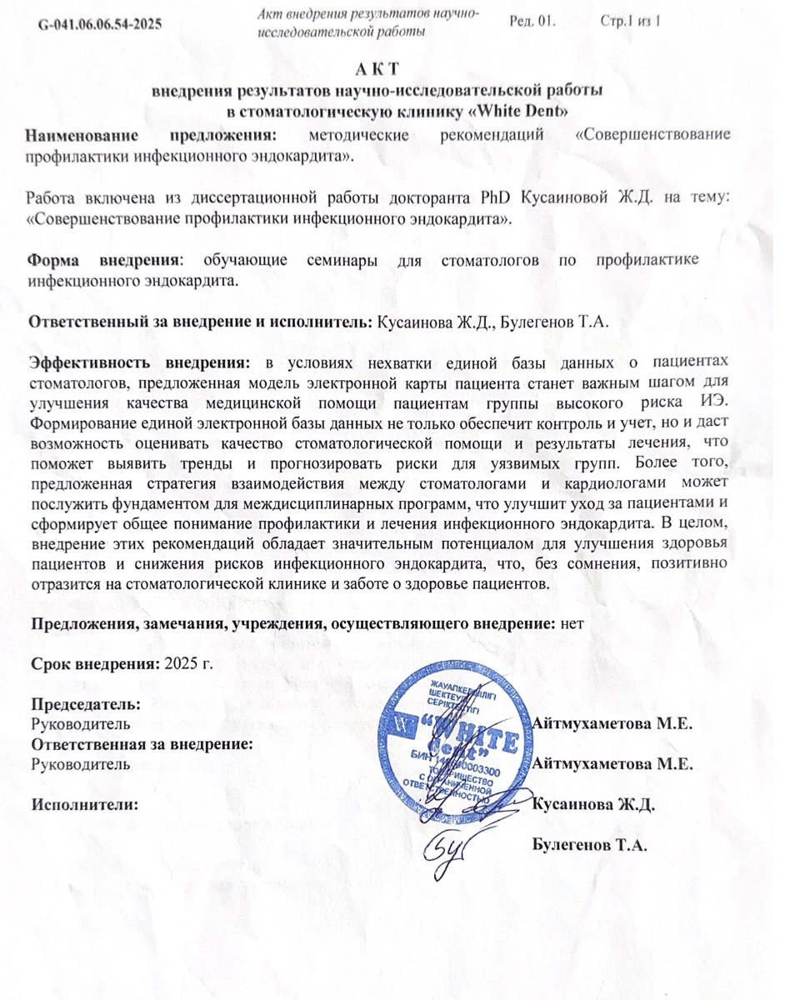 G-041.06.06.54-2025
Акт внедрения результатов научно-
исследовательской работы
Ред. 01.
Стр.1 из 1
А К Т
внедрения результатов научно-исследовательской работы
в стоматологическую клинику «White Dent»
Наименование предложения: методические рекомендаций «Совершенствование
профилактики инфекционного эндокардита».
Работа включена из диссертационной работы докторанта PhD Кусаиновой Ж.Д. на тему:
«Совершенствование профилактики инфекционного эндокардита».
Форма внедрения: обучающие семинары для стоматологов по профилактике
инфекционного эндокардита.
Ответственный за внедрение и исполнитель: Кусаинова Ж.Д., Булегенов Т.А.
Эффективность внедрения: в условиях нехватки единой базы данных о пациентах
стоматологов, предложенная модель электронной карты пациента станет важным шагом для
улучшения качества медицинской помощи пациентам группы высокого риска ИЭ.
Формирование единой электронной базы данных не только обеспечит контроль и учет, но и даст
возможность оценивать качество стоматологической помощи и результаты лечения, что
поможет выявить тренды и прогнозировать риски для уязвимых групп. Более того,
предложенная стратегия взаимодействия между стоматологами и кардиологами может
послужить фундаментом для междисциплинарных программ, что улучшит уход за пациентами и
сформирует общее понимание профилактики и лечения инфекционного эндокардита. В целом,
внедрение этих рекомендаций обладает значительным потенциалом для улучшения здоровья
пациентов и снижения рисков инфекционного эндокардита, что, без сомнения, позитивно
отразится на стоматологической клинике и заботе о здоровье пациентов.
Предложения, замечания, учреждения, осуществляющего внедрение: нет
Срок внедрения: 2025 г.
Председатель:
Руководитель
Айтмухаметова М.Е.
Ответственная за внедрение:
Руководитель
Айтмухаметова М.Е.
Исполнители:
Кусаинова Ж.Д.
Булегенов Т.А.
ЖАУАПКЕРШІЛІГІ
ШЕКТЕУЛІ
СЕРІКТЕСТІГІ
W
“WHITE
Dent”
БИН
ТОВАРИЩЕСТВО
С ОГРАНИЧЕННОЙ
ОТВЕТСТВЕННОСТЬЮ